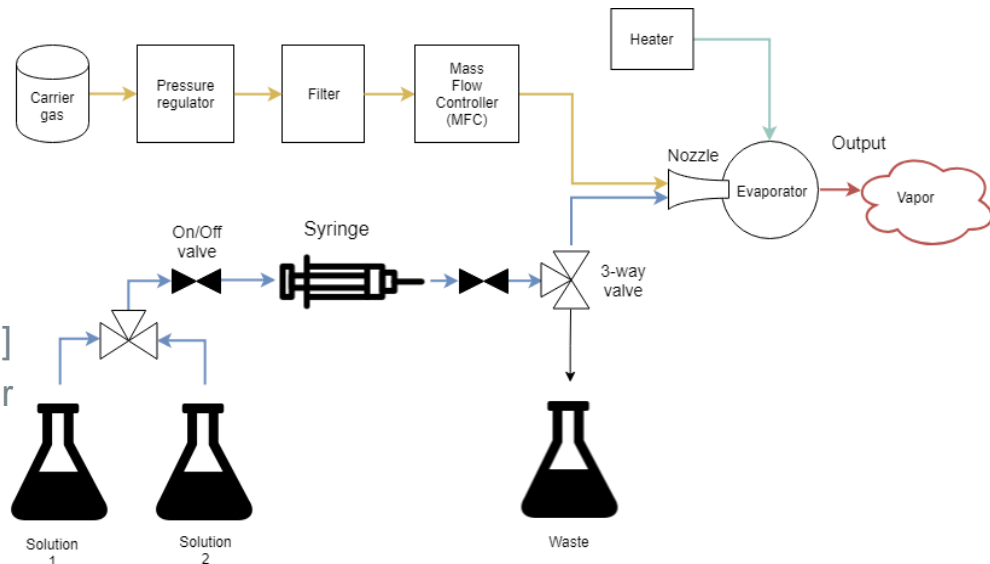 Heater
Carrier
gas
Pressure
regulator
Filter
Mass
Flow
Controller
(MFC)
Nozzle
Output
Evaporator
Vapor
On/Off
valve
Syringe
3-way
valve
]
r
Solution
1
Solution
2
Waste